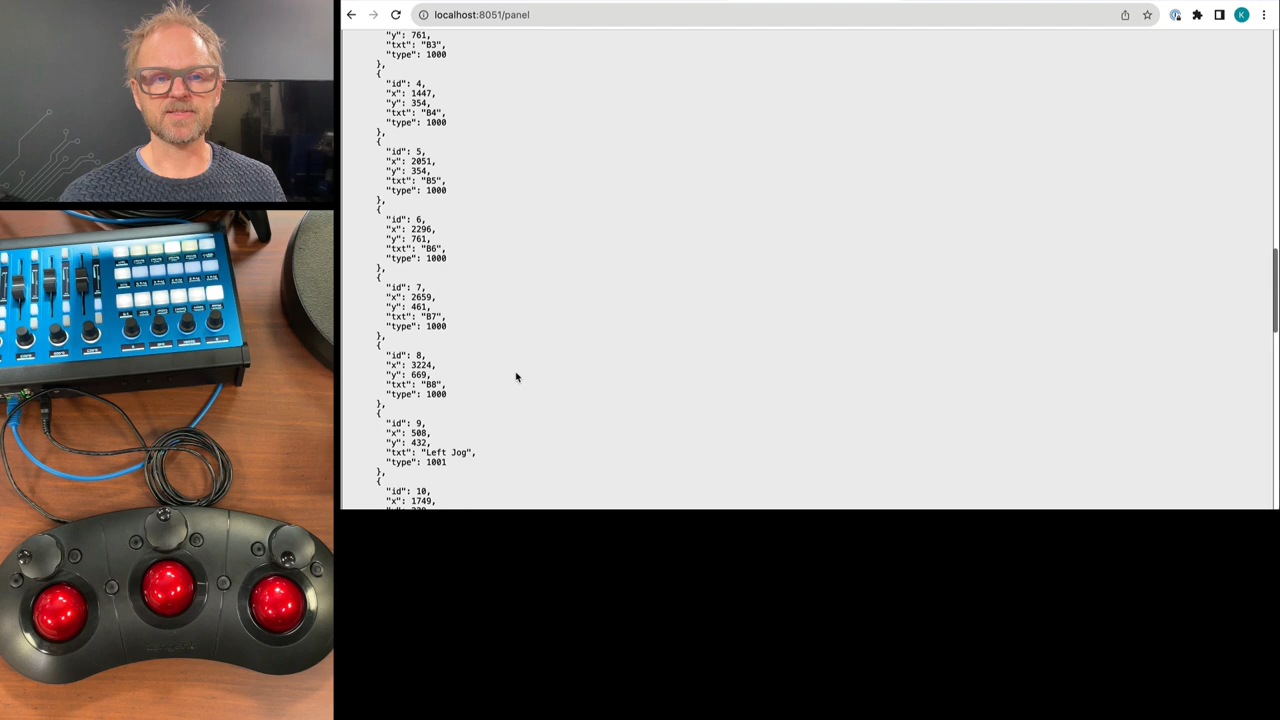 localhost:8051/panel
K
"y": 761,
"txt": "B3",
"type": 1000
},
{
"id": 4,
"x": 1447,
"y": 354,
"txt": "B4",
"type": 1000
},
{
"id": 5,
"x": 2051,
"y": 354,
"txt": "B5",
"type": 1000
},
{
"id": 6,
"x": 2296,
"y": 761,
"txt": "B6",
"type": 1000
},
{
"id": 7,
"x": 2659,
"y": 461,
"txt": "B7",
"type": 1000
},
{
"id": 8,
"x": 3224,
"y": 669,
"txt": "B8",
"type": 1000
},
{
"id": 9,
"x": 508,
"y": 432,
"txt": "Left Jog",
"type": 1001
},
{
"id": 10,
"x": 1749,